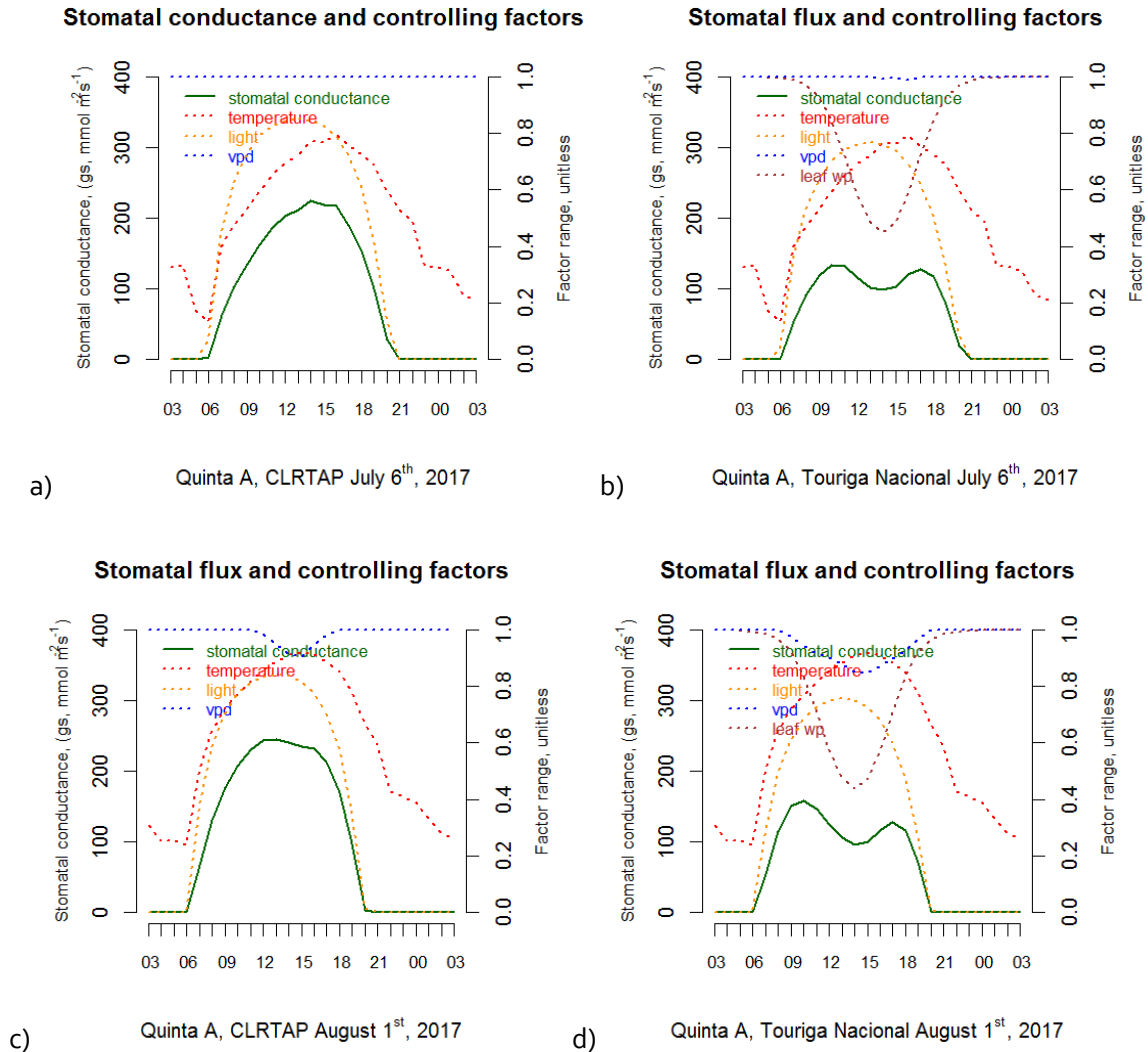 Stomatal conductance and controlling factors
Stomatal conductance, (gs, mmol m⁻²s⁻¹)
0 100 200 300 400
stomatal conductance
temperature
light
vpd
0.0 0.2 0.4 0.6 0.8 1.0
Factor range, unitless
03 06 09 12 15 18 21 00 03
a) Quinta A, CLRTAP July 6th, 2017
Stomatal flux and controlling factors
Stomatal conductance, (gs, mmol m⁻²s⁻¹)
0 100 200 300 400
stomatal conductance
temperature
light
vpd
leaf wp
0.0 0.2 0.4 0.6 0.8 1.0
Factor range, unitless
03 06 09 12 15 18 21 00 03
b) Quinta A, Touriga Nacional July 6th, 2017
Stomatal flux and controlling factors
Stomatal conductance, (gs, mmol m⁻²s⁻¹)
0 100 200 300 400
stomatal conductance
temperature
light
vpd
0.0 0.2 0.4 0.6 0.8 1.0
Factor range, unitless
03 06 09 12 15 18 21 00 03
c) Quinta A, CLRTAP August 1st, 2017
Stomatal flux and controlling factors
Stomatal conductance, (gs, mmol m⁻²s⁻¹)
0 100 200 300 400
stomatal conductance
temperature
light
vpd
leaf wp
0.0 0.2 0.4 0.6 0.8 1.0
Factor range, unitless
03 06 09 12 15 18 21 00 03
d) Quinta A, Touriga Nacional August 1st, 2017